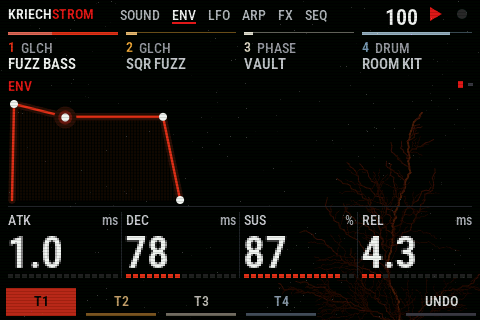 KRIECHSTROM SOUND ENV LFO ARP FX SEQ 100
1 GLCH 2 GLCH 3 PHASE 4 DRUM
FUZZ BASS SQR FUZZ VAULT ROOM KIT
ENV
ATK ms DEC ms SUS % REL ms
1.0 78 87 4.3
T1 T2 T3 T4 UNDO